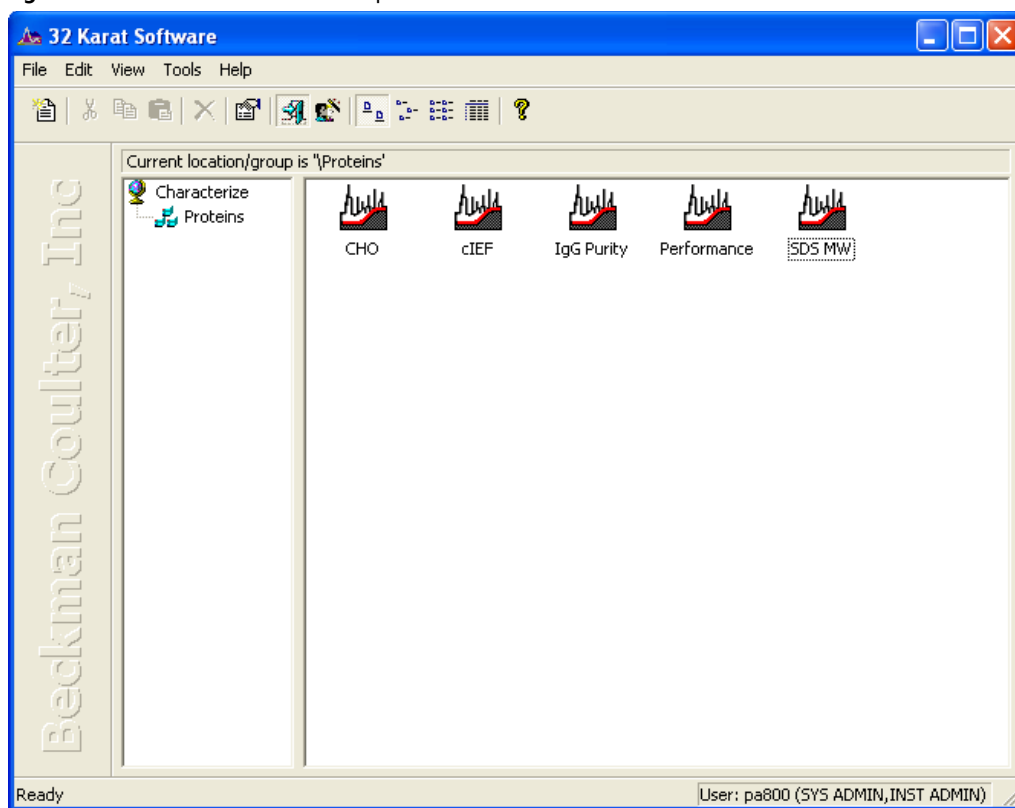 32 Karat Software
File Edit View Tools Help
Current location/group is '\Proteins'
Characterize
Proteins
CHO cIEF IgG Purity Performance SDS MW
Beckman Coulter, Inc
Ready
User: pa800 (SYS ADMIN,INST ADMIN)